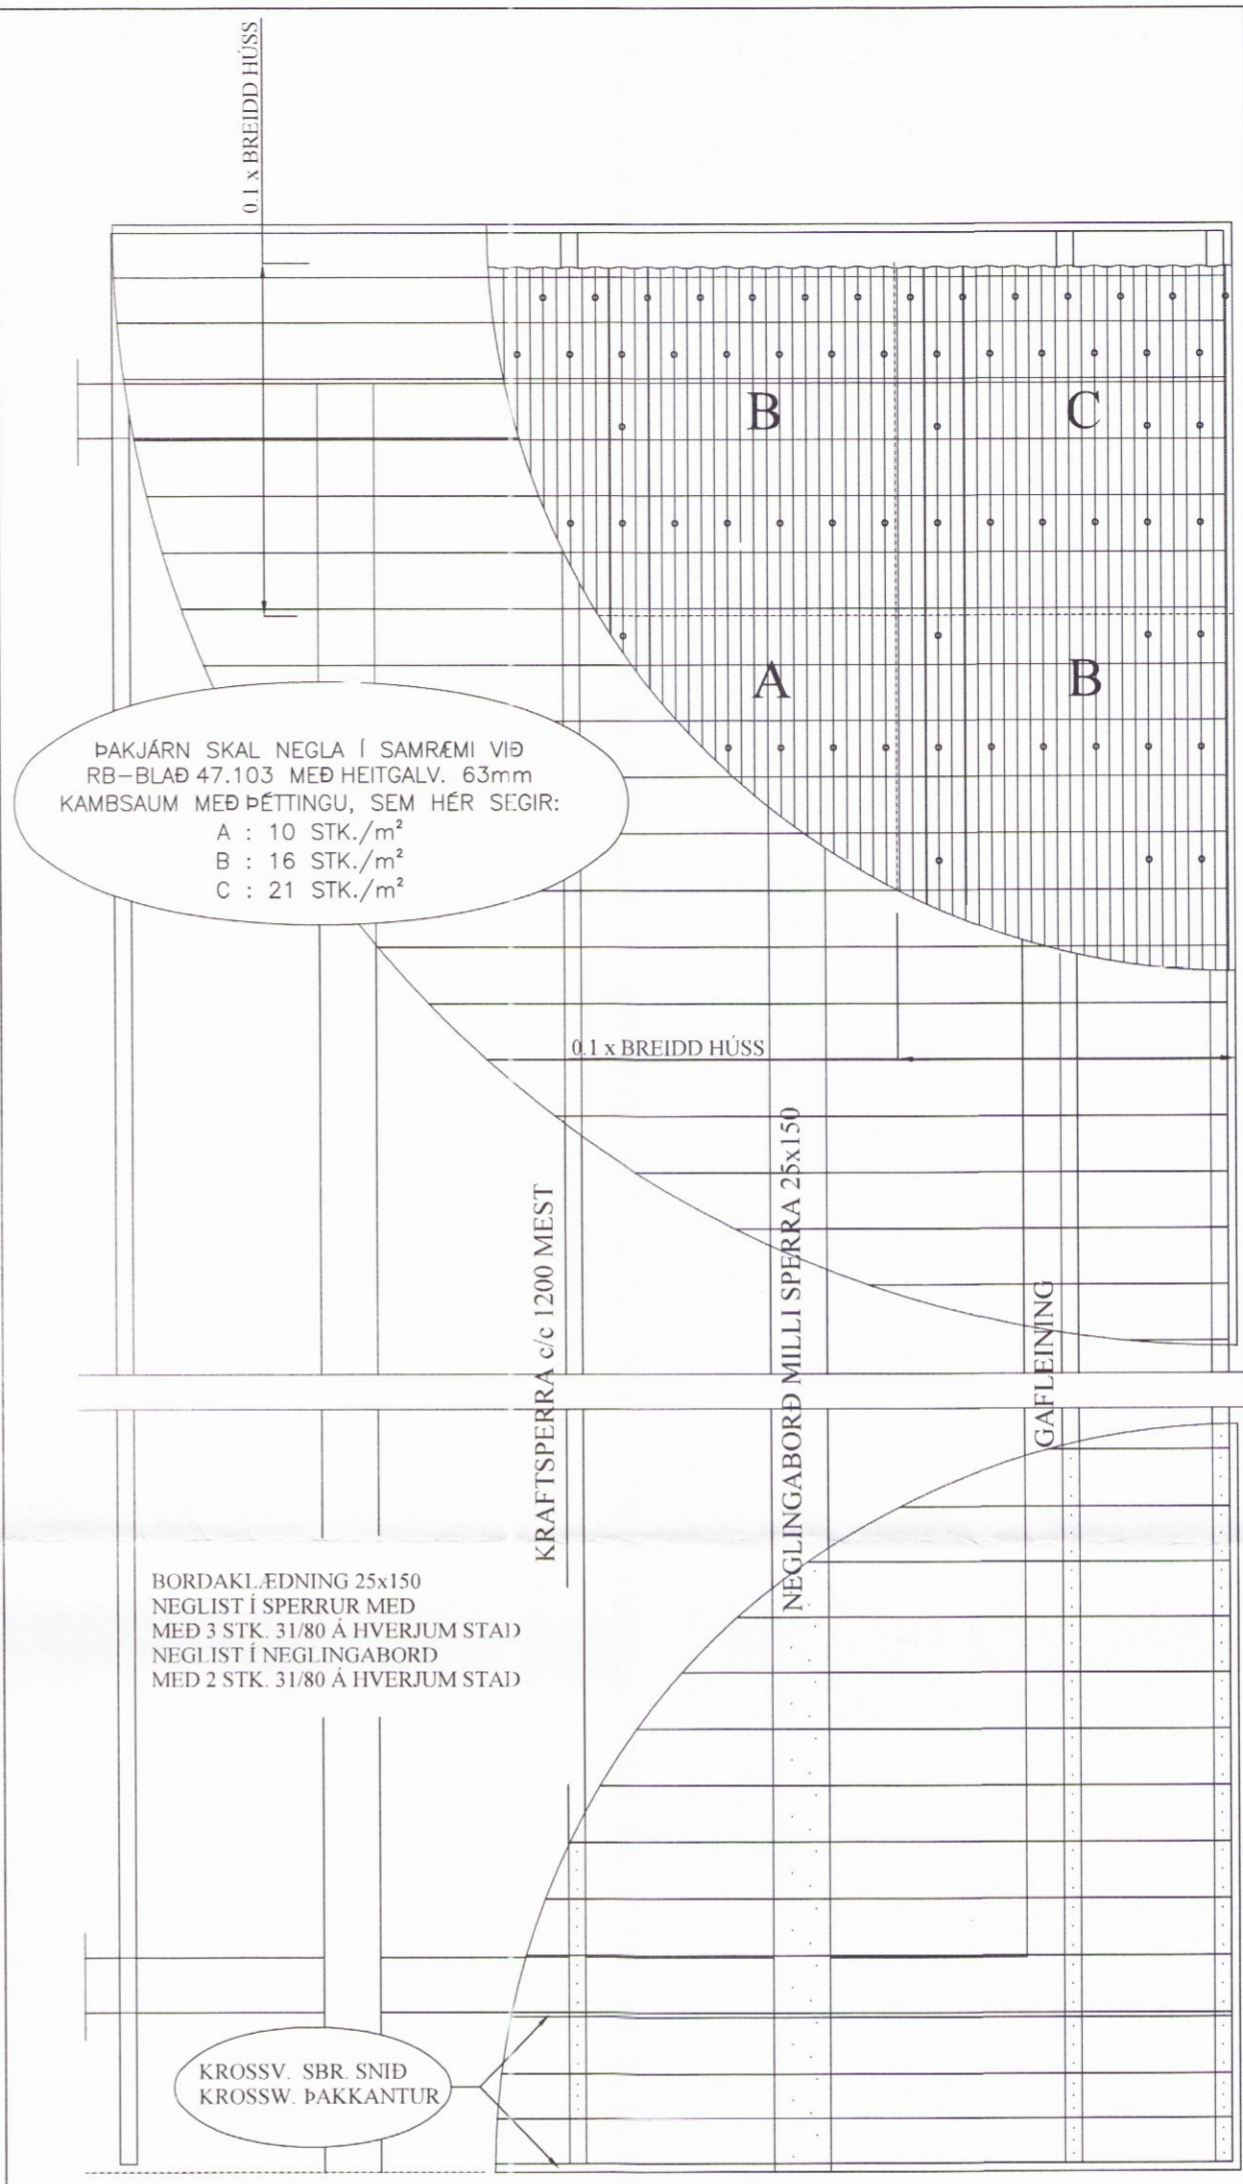 0.1 x BREIDD HÚSS
B
C
A
B
ÞAKJÁRN SKAL NEGLA Í SAMRÆMI VIÐ
RB-BLAÐ 47.103 MEÐ HEITGALV. 63mm
KAMBSAUM MEÐ ÞÉTTINGU, SEM HÉR SEGIR:
A : 10 STK./m²
B : 16 STK./m²
C : 21 STK./m²
0.1 x BREIDD HÚSS
KRAFTSPERRA c/c 1200 MEST
NEGLINGABORÐ MILLI SPERRA 25x150
GAFLEINING
BORDAKLÆDNING 25x150
NEGLIST Í SPERRUR MED
MEÐ 3 STK. 31/80 Á HVERJUM STAD
NEGLIST Í NEGLINGABORD
MED 2 STK. 31/80 Á HVERJUM STAD
KROSSV. SBR. SNIÐ
KROSSW. ÞAKKANTUR